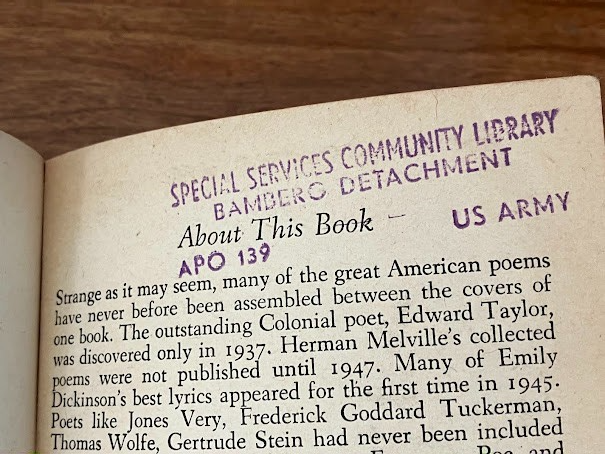 SPECIAL SERVICES COMMUNITY LIBRARY
BAMBERG DETACHMENT
About This Book
US ARMY
APO 139
Strange as it may seem, many of the great American poems
have never before been assembled between the covers of
one book. The outstanding Colonial poet, Edward Taylor,
was discovered only in 1937. Herman Melville's collected
poems were not published until 1947. Many of Emily
Dickinson's best lyrics appeared for the first time in 1945.
Poets like Jones Very, Frederick Goddard Tuckerman,
Thomas Wolfe, Gertrude Stein had never been included
Poe and